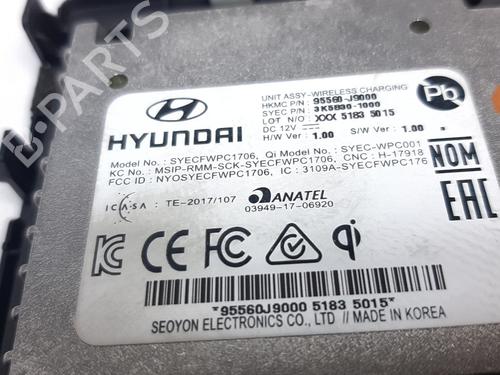 UNIT ASSY-WIRELESS CHARGING
HKMC P/N : 95560-J9000
SYEC P/N : 3K5830-1000
LOT N/O : XXX 5183 5015
DC 12V
H/W Ver : 1.00 S/W Ver : 1.00
Pb
HYUNDAI
Model No : SYECFWPC1706, Qi Model No : SYEC-WPC001
KC No : MSIP-RMM-SCK-SYECFWPC1706, CNC : H-17918
FCC ID : NYOSYECFWPC1706, IC : 3109A-SYECFWPC176
NOM
ICASA TE-2017/107
ANATEL
03949-17-06920
EAC
KC CE FC qi
*95560J9000 5183 5015*
SEOYON ELECTRONICS CO., LTD // MADE IN KOREA
B-PARTS